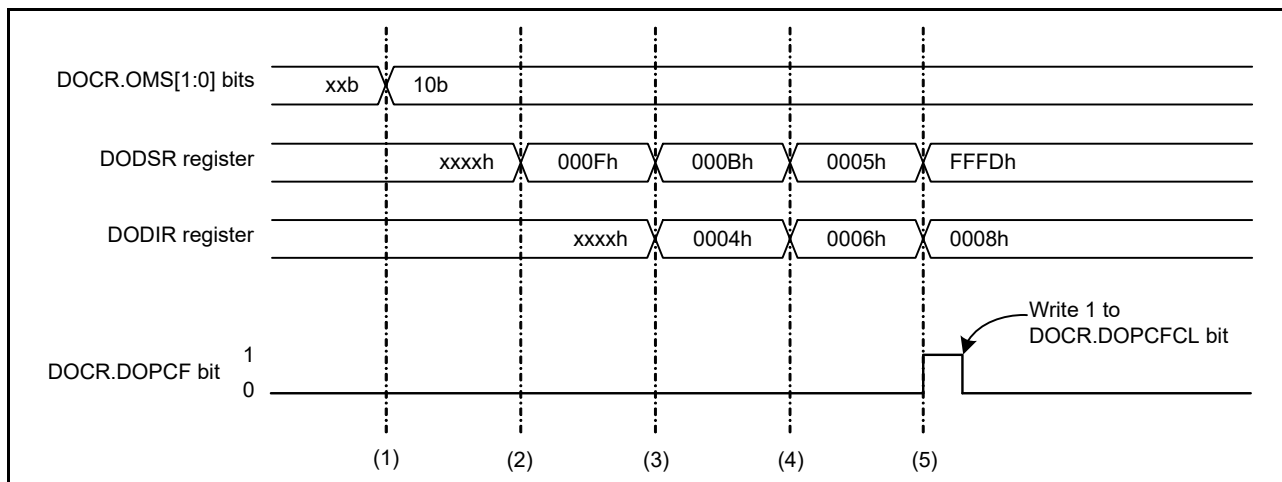 DOCR.OMS[1:0] bits
xxb
10b
DODSR register
xxxxh
000Fh
000Bh
0005h
FFFDh
DODIR register
xxxxh
0004h
0006h
0008h
Write 1 to
DOCR.DOPCFCL bit
DOCR.DOPCF bit
1
0
(1)
(2)
(3)
(4)
(5)